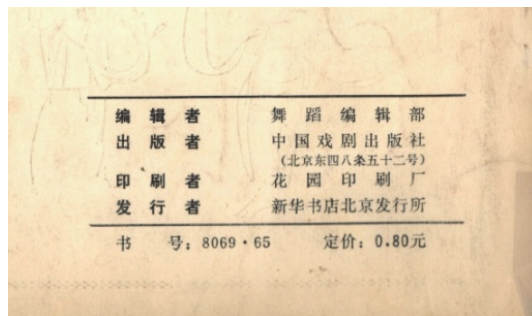 编辑者 舞蹈编辑部
出版者 中国戏剧出版社
(北京东四八条五十二号)
印刷者 花园印刷厂
发行者 新华书店北京发行所
书号：8069·65 定价：0.80元